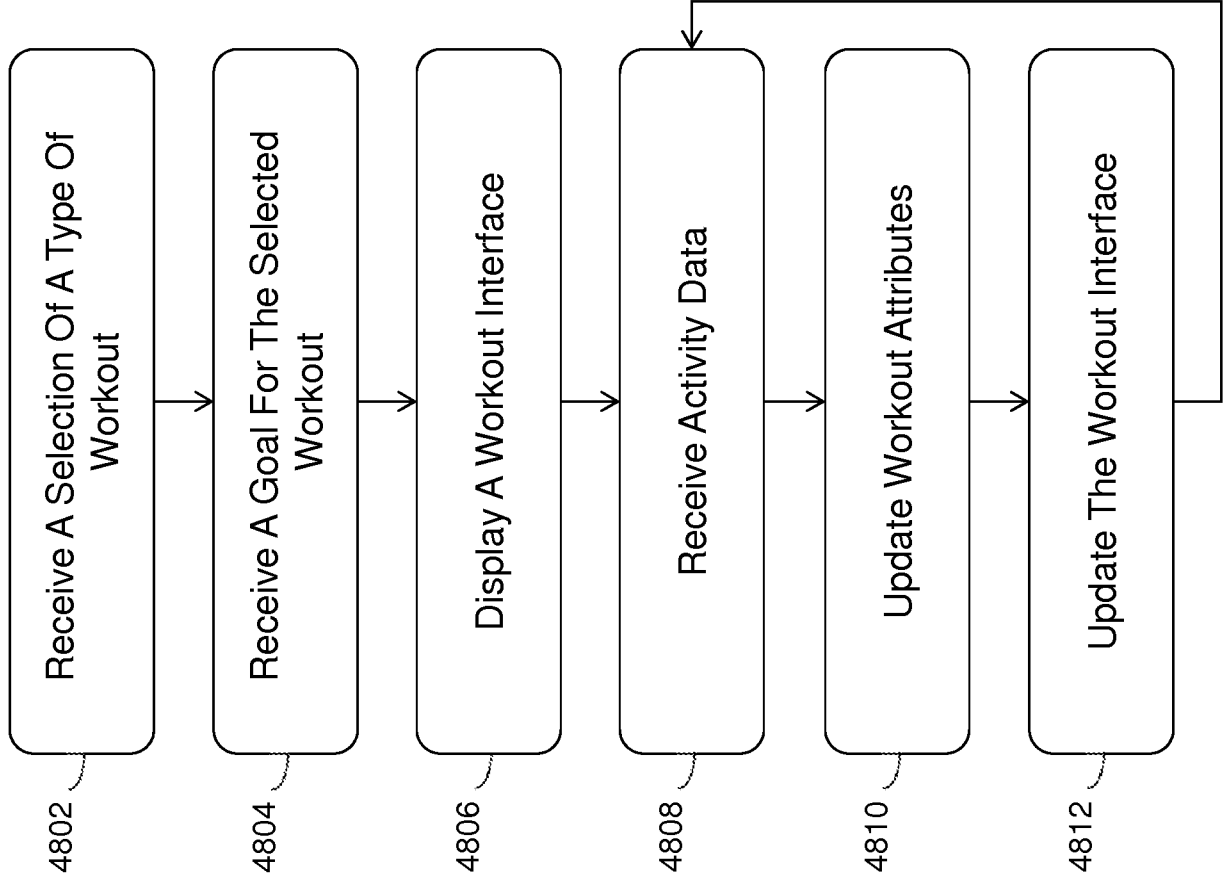 4802
Receive A Selection Of A Type Of
Workout
4804
Receive A Goal For The Selected
Workout
4806
Display A Workout Interface
4808
Receive Activity Data
4810
Update Workout Attributes
4812
Update The Workout Interface